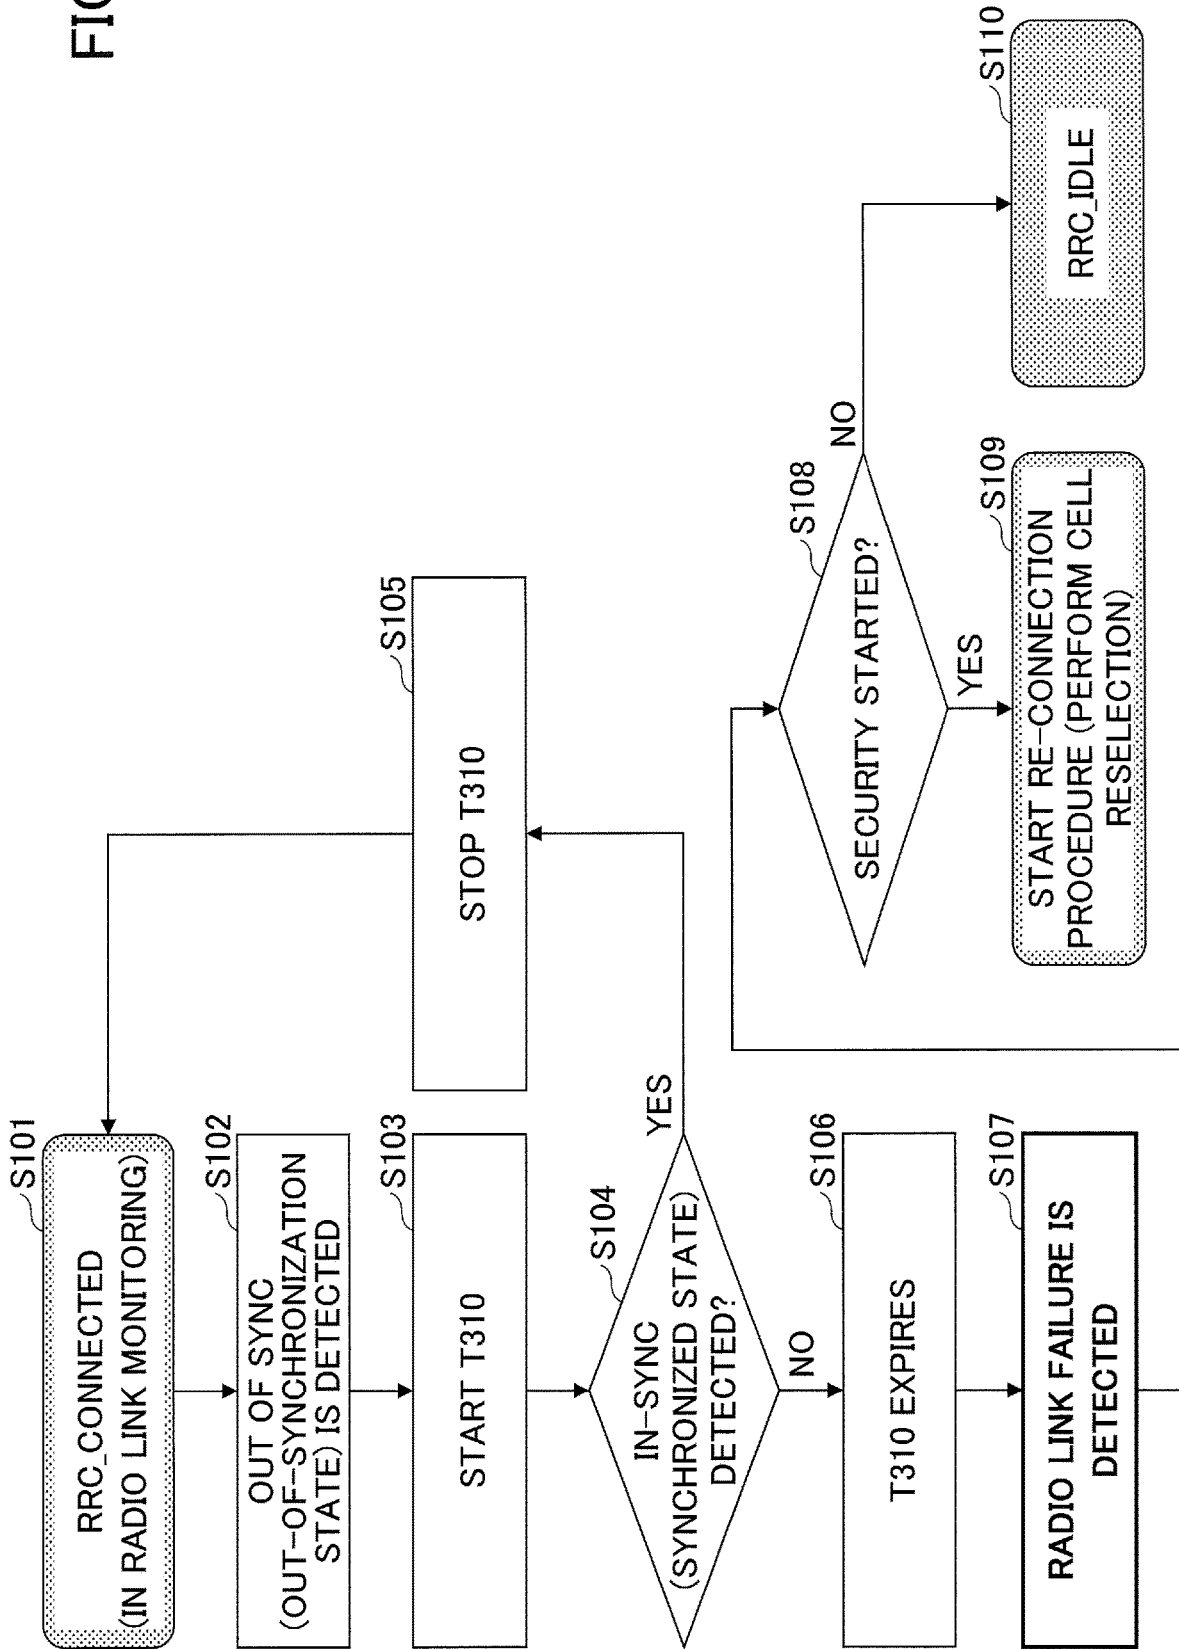 FIG
S101
RRC_CONNECTED
(IN RADIO LINK MONITORING)
S102
OUT OF SYNC
(OUT-OF-SYNCHRONIZATION
STATE) IS DETECTED
S103
START T310
S104
IN-SYNC
(SYNCHRONIZED STATE)
DETECTED?
YES
NO
S105
STOP T310
S106
T310 EXPIRES
S107
RADIO LINK FAILURE IS
DETECTED
S108
SECURITY STARTED?
NO
YES
S109
START RE-CONNECTION
PROCEDURE (PERFORM CELL
RESELECTION)
S110
RRC_IDLE